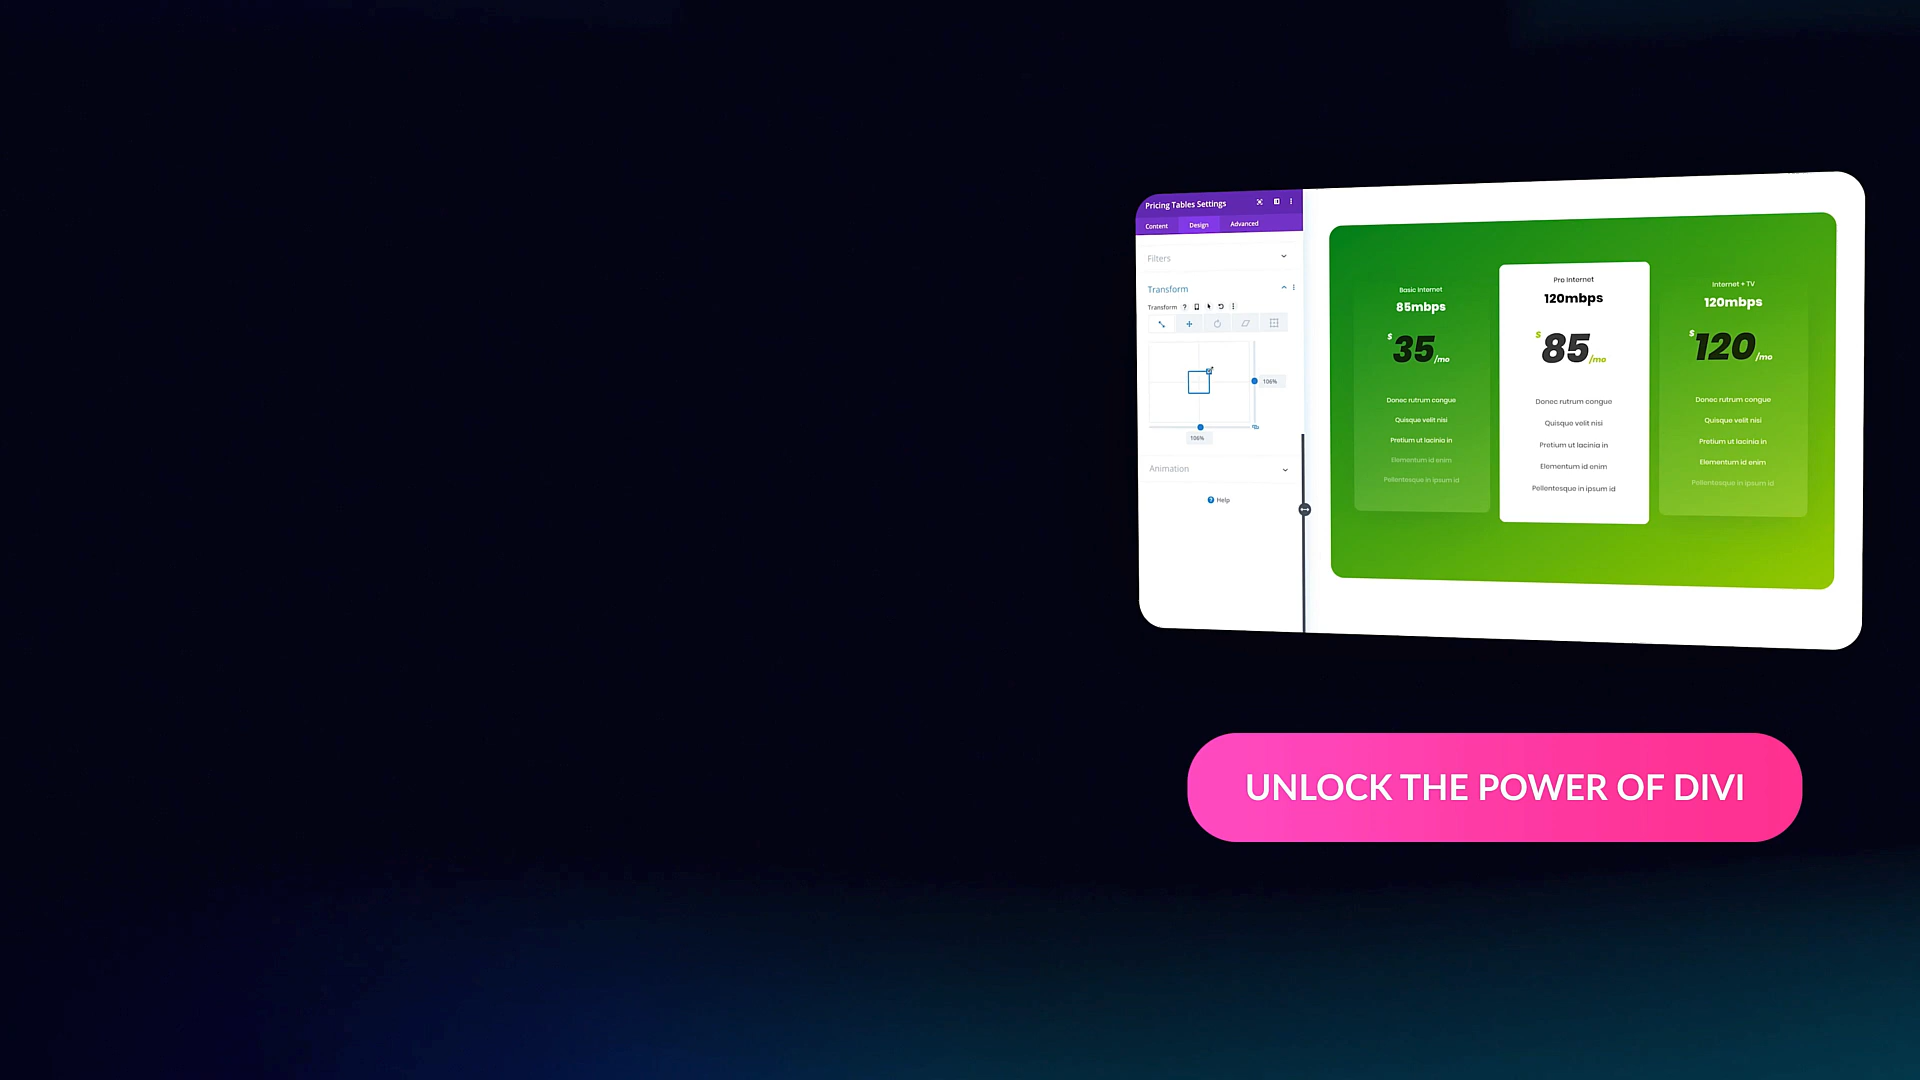 Pricing Tables Settings
Content Design Advanced
Filters
Transform
Transform ?
106%
106%
Animation
? Help
Basic Internet
85mbps
$35/mo
Donec rutrum congue
Quisque velit nisi
Pretium ut lacinia in
Elementum id enim
Pellentesque in ipsum id
Pro Internet
120mbps
$85/mo
Donec rutrum congue
Quisque velit nisi
Pretium ut lacinia in
Elementum id enim
Pellentesque in ipsum id
Internet + TV
120mbps
$120/mo
Donec rutrum congue
Quisque velit nisi
Pretium ut lacinia in
Elementum id enim
Pellentesque in ipsum id
UNLOCK THE POWER OF DIVI